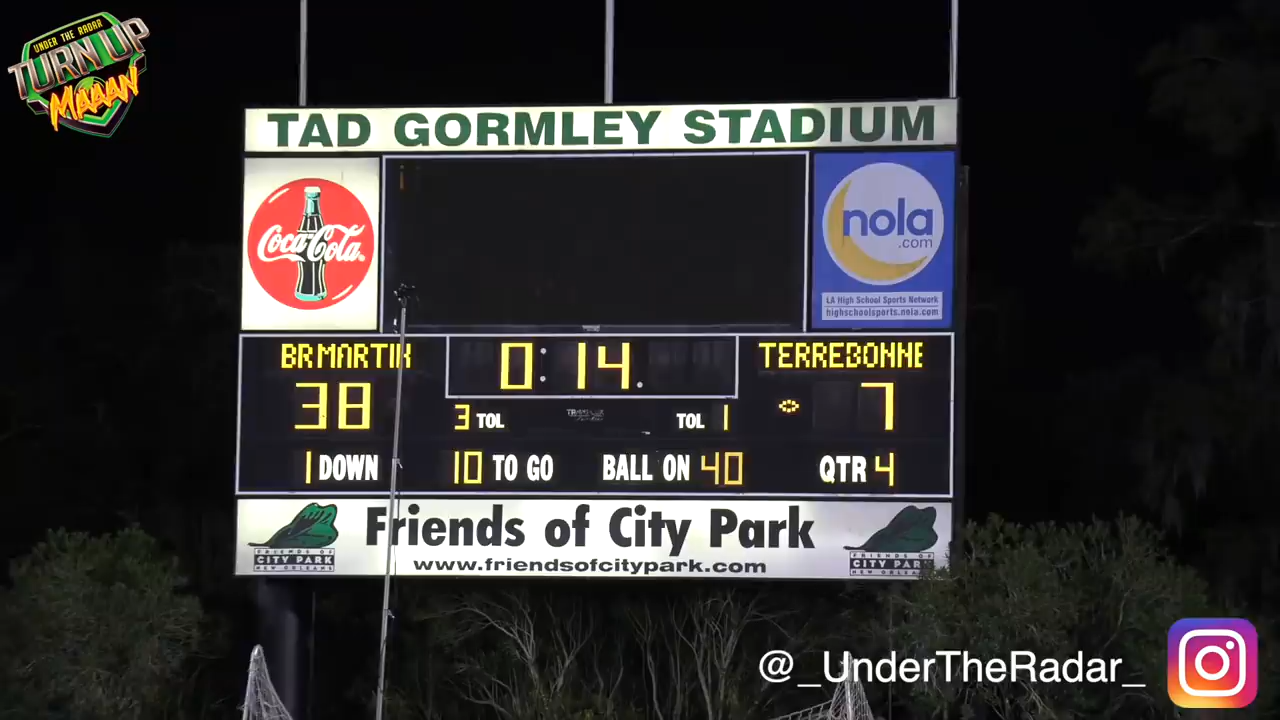 UNDER THE RADAR
TURN UP
MAAAN
TAD GORMLEY STADIUM
Coca-Cola
nola
.com
LA High School Sports Network
highschoolsports.nola.com
BRMARTIN 0:14. TERREBONNE
38 3 TOL TOL 1 7
1 DOWN 10 TO GO BALL ON 40 QTR 4
Friends of City Park
www.friendsofcitypark.com
FRIENDS OF
CITY PARK
NEW ORLEANS
FRIENDS OF
CITY PARK
NEW ORLEANS
@_UnderTheRadar_